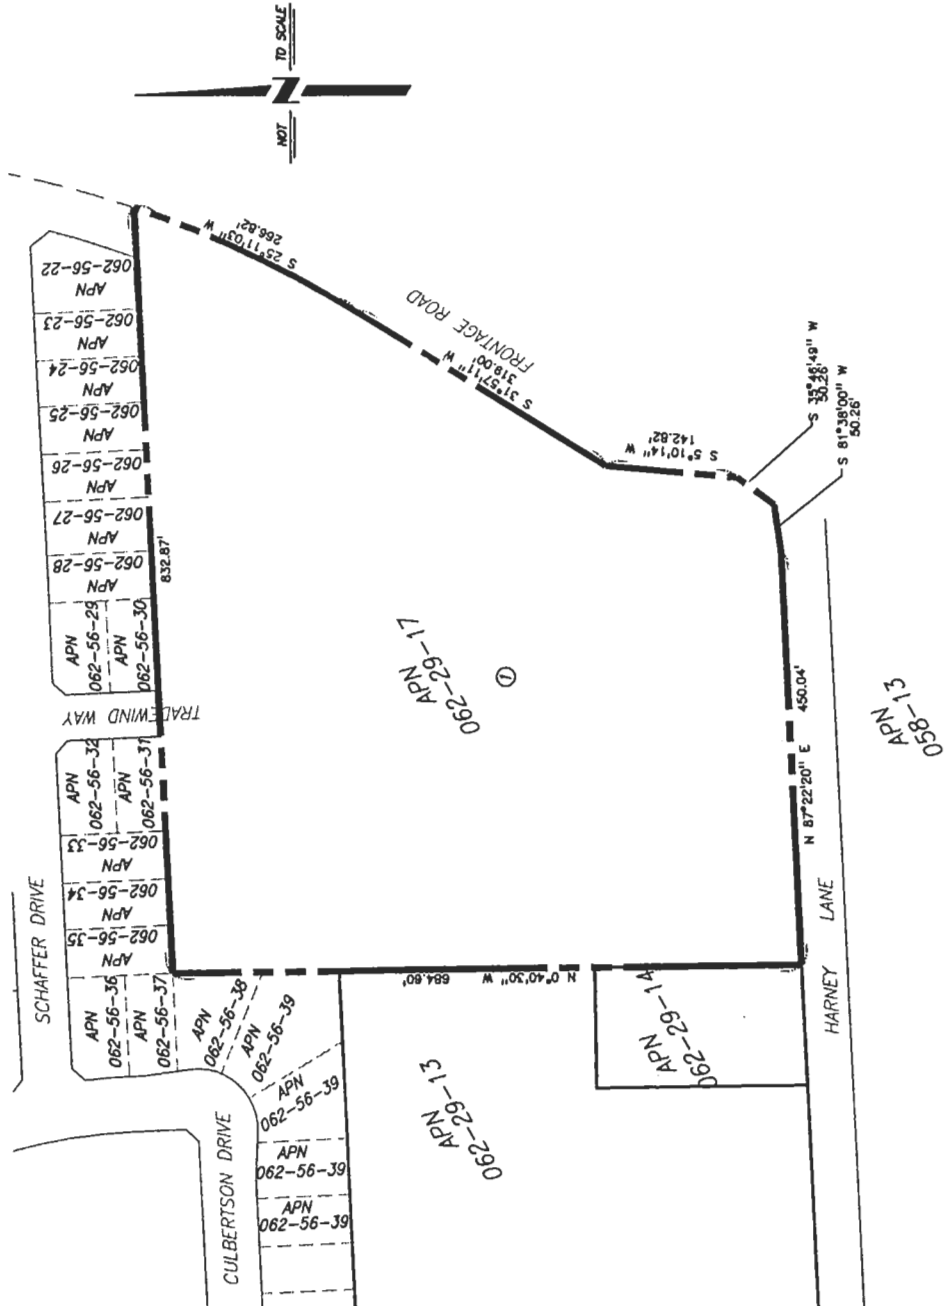 NOT TO SCALE
N
APN
062-56-22
APN
062-56-23
APN
062-56-24
APN
062-56-25
APN
062-56-26
APN
062-56-27
APN
062-56-28
APN
062-56-29
APN
062-56-30
TRADEWIND WAY
APN
062-56-32
APN
062-56-31
APN
062-56-33
APN
062-56-34
APN
062-56-35
APN
062-56-36
APN
062-56-37
APN
062-56-38
APN
062-56-39
APN
062-56-39
APN
062-56-39
APN
062-56-39
SCHAFFER DRIVE
CULBERTSON DRIVE
832.87'
S 25°11'03" W
266.82'
FRONTAGE ROAD
S 31°57'11" W
319.00'
S 5°10'14" W
142.82'
S 35°46'49" W
50.26'
S 81°38'00" W
50.26'
APN
062-29-17
1
N 0°40'30" W
684.60'
N 87°22'20" E
450.04'
APN
062-29-13
APN
062-29-14
HARNEY LANE
APN
058-13